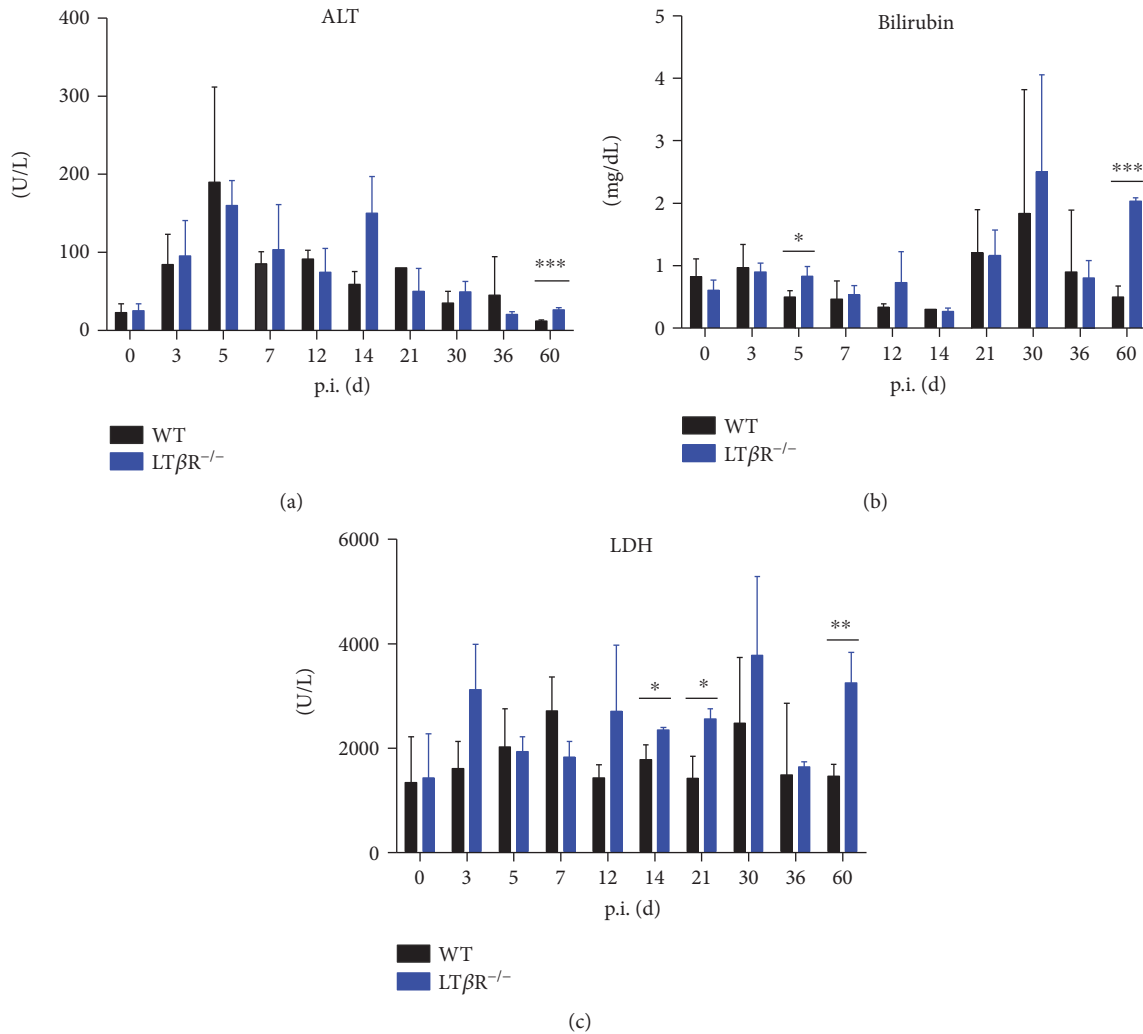 ALT
400
300
200
100
0
(U/L)
***
0 3 5 7 12 14 21 30 36 60
p.i. (d)
WT
LTβR−/−
(a)
Bilirubin
5
4
3
2
1
0
(mg/dL)
*
***
0 3 5 7 12 14 21 30 36 60
p.i. (d)
WT
LTβR−/−
(b)
LDH
6000
4000
2000
0
(U/L)
* * **
0 3 5 7 12 14 21 30 36 60
p.i. (d)
WT
LTβR−/−
(c)